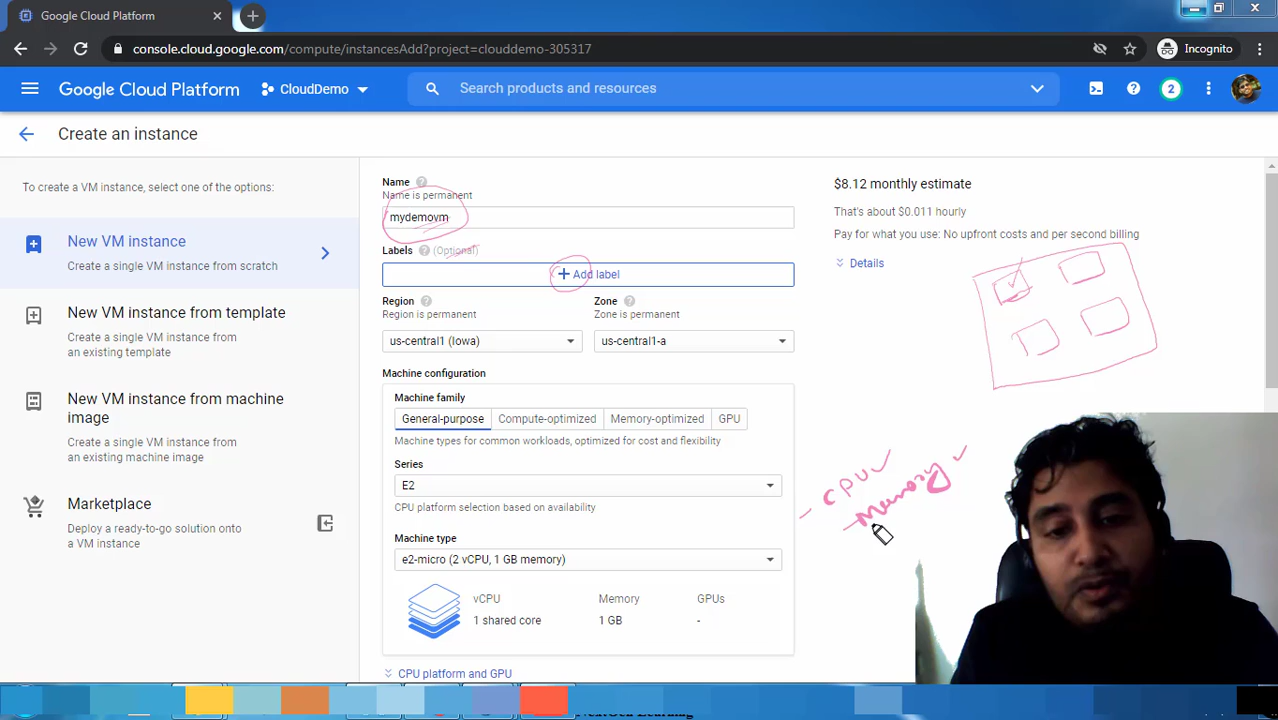 Google Cloud Platform
console.cloud.google.com/compute/instancesAdd?project=clouddemo-305317
Incognito
Google Cloud Platform
CloudDemo
Search products and resources
2
Create an instance
To create a VM instance, select one of the options:
New VM instance
Create a single VM instance from scratch
New VM instance from template
Create a single VM instance from
an existing template
New VM instance from machine
image
Create a single VM instance from
an existing machine image
Marketplace
Deploy a ready-to-go solution onto
a VM instance
Name
Name is permanent
mydemovm
Labels (Optional)
+ Add label
Region
Region is permanent
us-central1 (Iowa)
Zone
Zone is permanent
us-central1-a
Machine configuration
Machine family
General-purpose Compute-optimized Memory-optimized GPU
Machine types for common workloads, optimized for cost and flexibility
Series
E2
CPU platform selection based on availability
Machine type
e2-micro (2 vCPU, 1 GB memory)
vCPU Memory GPUs
1 shared core 1 GB -
CPU platform and GPU
$8.12 monthly estimate
That's about $0.011 hourly
Pay for what you use: No upfront costs and per second billing
Details
- CPU ✓
- Memory ✓
NextGen Learning